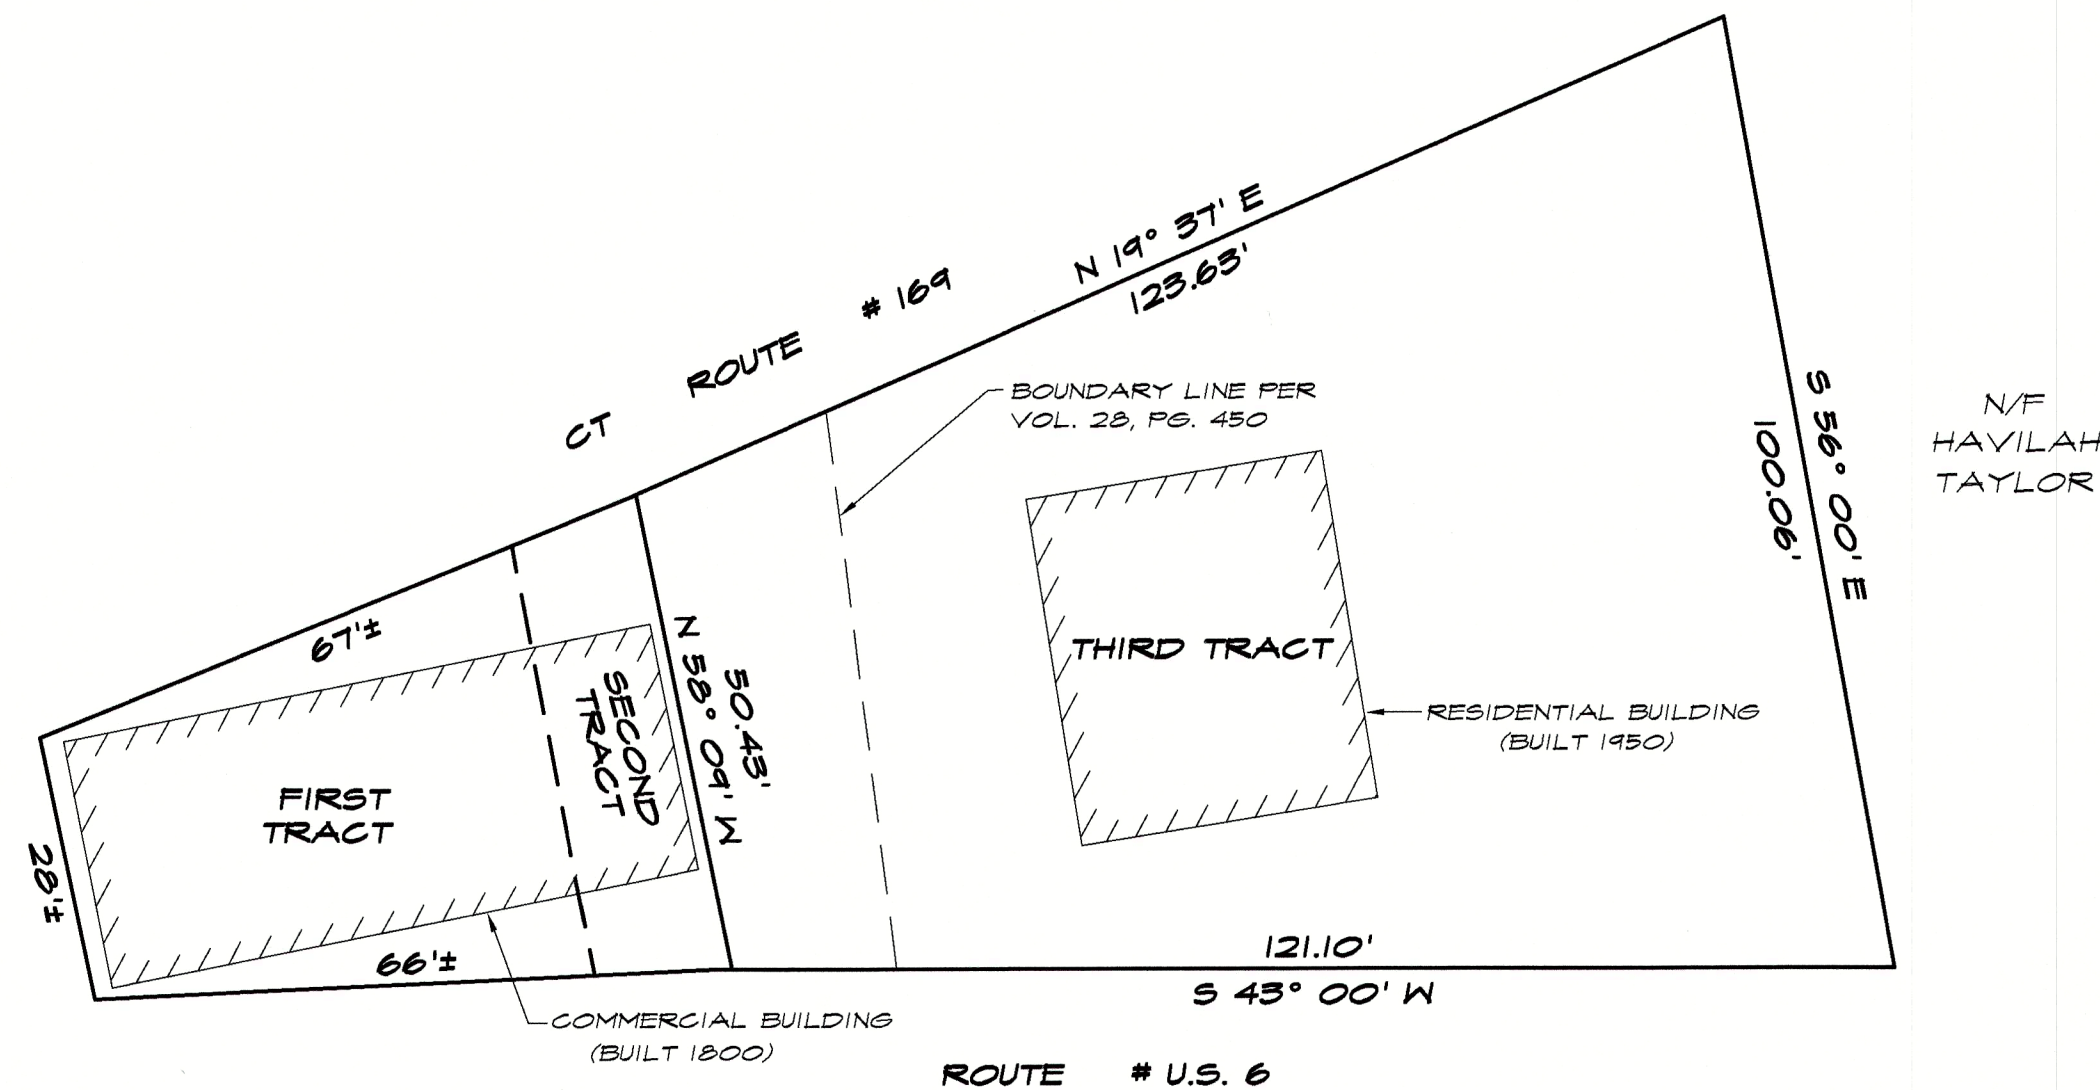 N 19° 37' E
123.63'
CT ROUTE # 169
BOUNDARY LINE PER
VOL. 28, PG. 450
S 56° 00' E
100.06'
N/F
HAVILAH
TAYLOR
67'±
N 58° 09' W
50.43'
SECOND
TRACT
THIRD TRACT
RESIDENTIAL BUILDING
(BUILT 1950)
FIRST
TRACT
28'±
66'±
121.10'
S 43° 00' W
COMMERCIAL BUILDING
(BUILT 1800)
ROUTE # U.S. 6